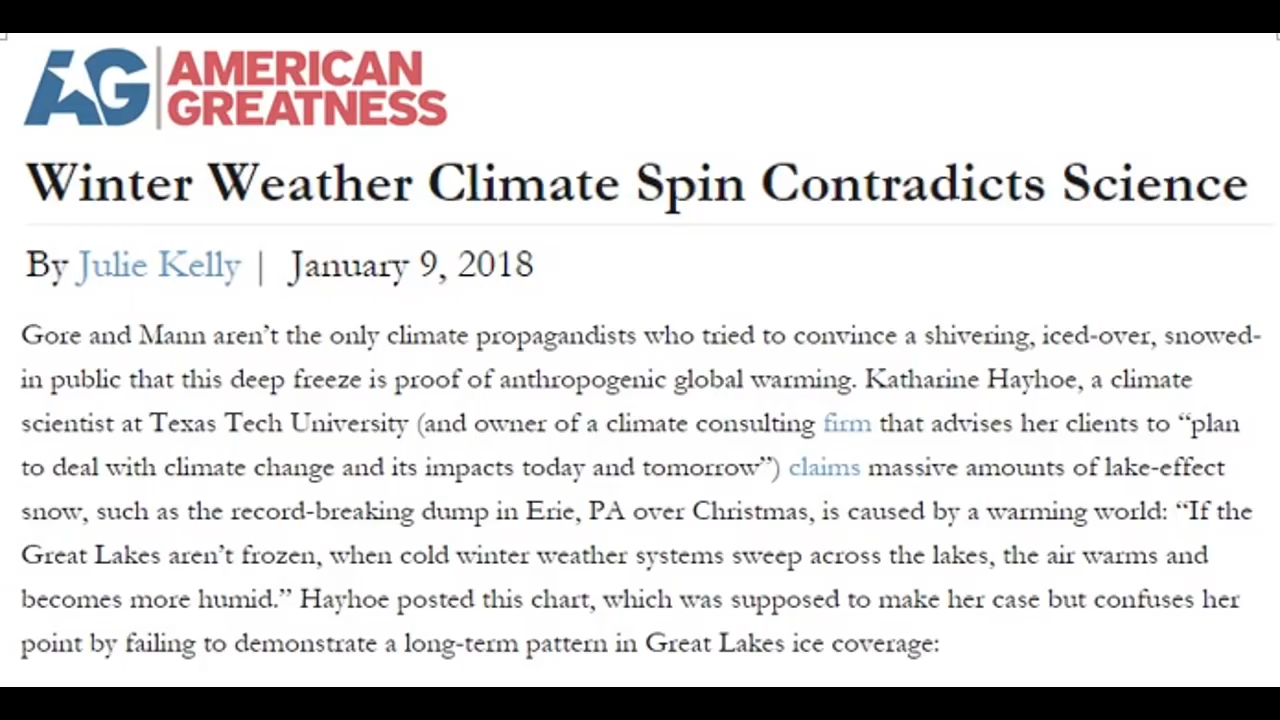 AG AMERICAN
GREATNESS
Winter Weather Climate Spin Contradicts Science
By Julie Kelly | January 9, 2018
Gore and Mann aren’t the only climate propagandists who tried to convince a shivering, iced-over, snowed-
in public that this deep freeze is proof of anthropogenic global warming. Katharine Hayhoe, a climate
scientist at Texas Tech University (and owner of a climate consulting firm that advises her clients to “plan
to deal with climate change and its impacts today and tomorrow”) claims massive amounts of lake-effect
snow, such as the record-breaking dump in Erie, PA over Christmas, is caused by a warming world: “If the
Great Lakes aren’t frozen, when cold winter weather systems sweep across the lakes, the air warms and
becomes more humid.” Hayhoe posted this chart, which was supposed to make her case but confuses her
point by failing to demonstrate a long-term pattern in Great Lakes ice coverage: